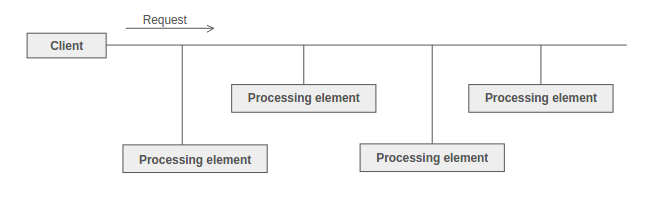 Request
Client
Processing element
Processing element
Processing element
Processing element